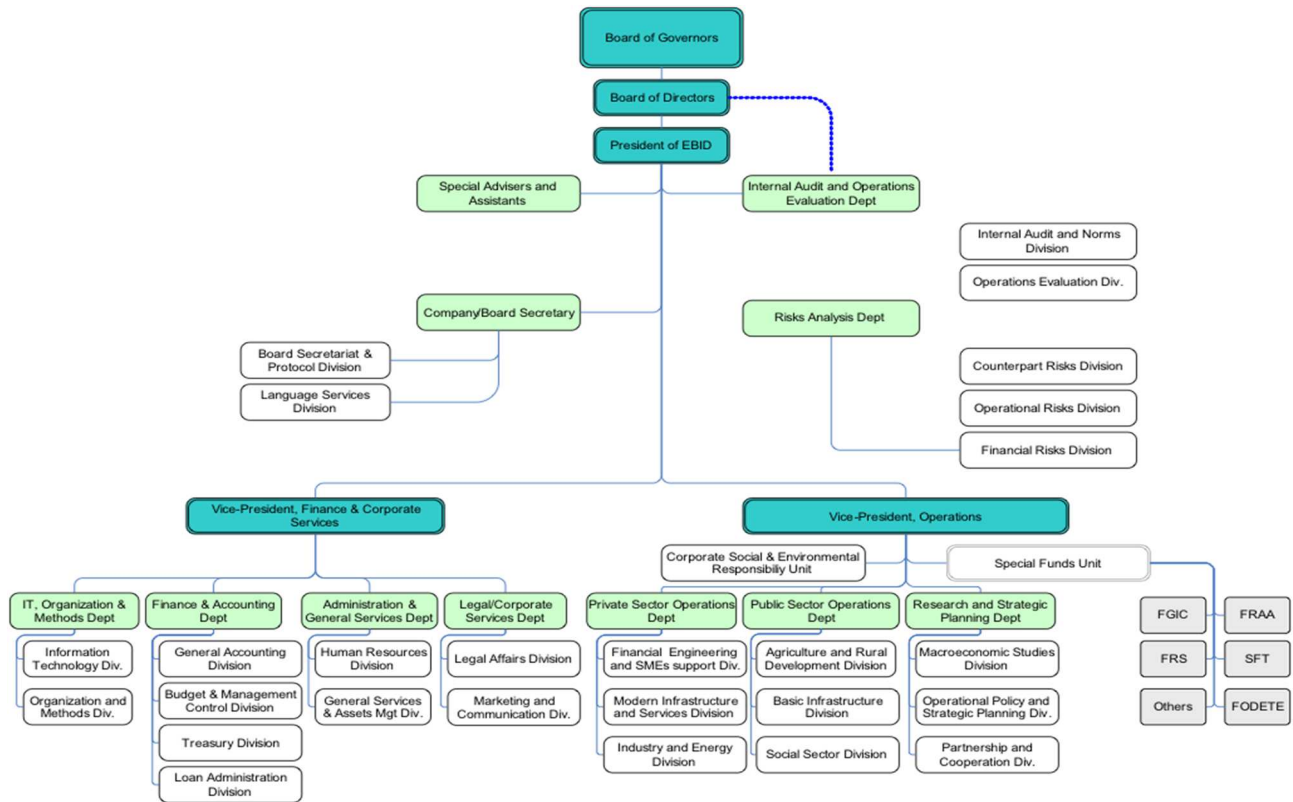 Board of Governors
Board of Directors
President of EBID
Special Advisers and
Assistants
Internal Audit and Operations
Evaluation Dept
Internal Audit and Norms
Division
Operations Evaluation Div.
Company/Board Secretary
Risks Analysis Dept
Board Secretariat &
Protocol Division
Language Services
Division
Counterpart Risks Division
Operational Risks Division
Financial Risks Division
Vice-President, Finance & Corporate
Services
Vice-President, Operations
Corporate Social & Environmental
Responsibiliy Unit
Special Funds Unit
IT, Organization &
Methods Dept
Finance & Accounting
Dept
Administration &
General Services Dept
Legal/Corporate
Services Dept
Private Sector Operations
Dept
Public Sector Operations
Dept
Research and Strategic
Planning Dept
FGIC
FRAA
Information
Technology Div.
General Accounting
Division
Human Resources
Division
Legal Affairs Division
Financial Engineering
and SMEs support Div.
Agriculture and Rural
Development Division
Macroeconomic Studies
Division
FRS
SFT
Organization
and Methods Div.
Budget & Management
Control Division
General Services
& Assets Mgt Div.
Marketing and
Communication Div.
Modern Infrastructure
and Services Division
Basic Infrastructure
Division
Operational Policy and
Strategic Planning Div.
Others
FODETE
Treasury Division
Industry and Energy
Division
Social Sector Division
Partnership and
Cooperation Div.
Loan Administration
Division